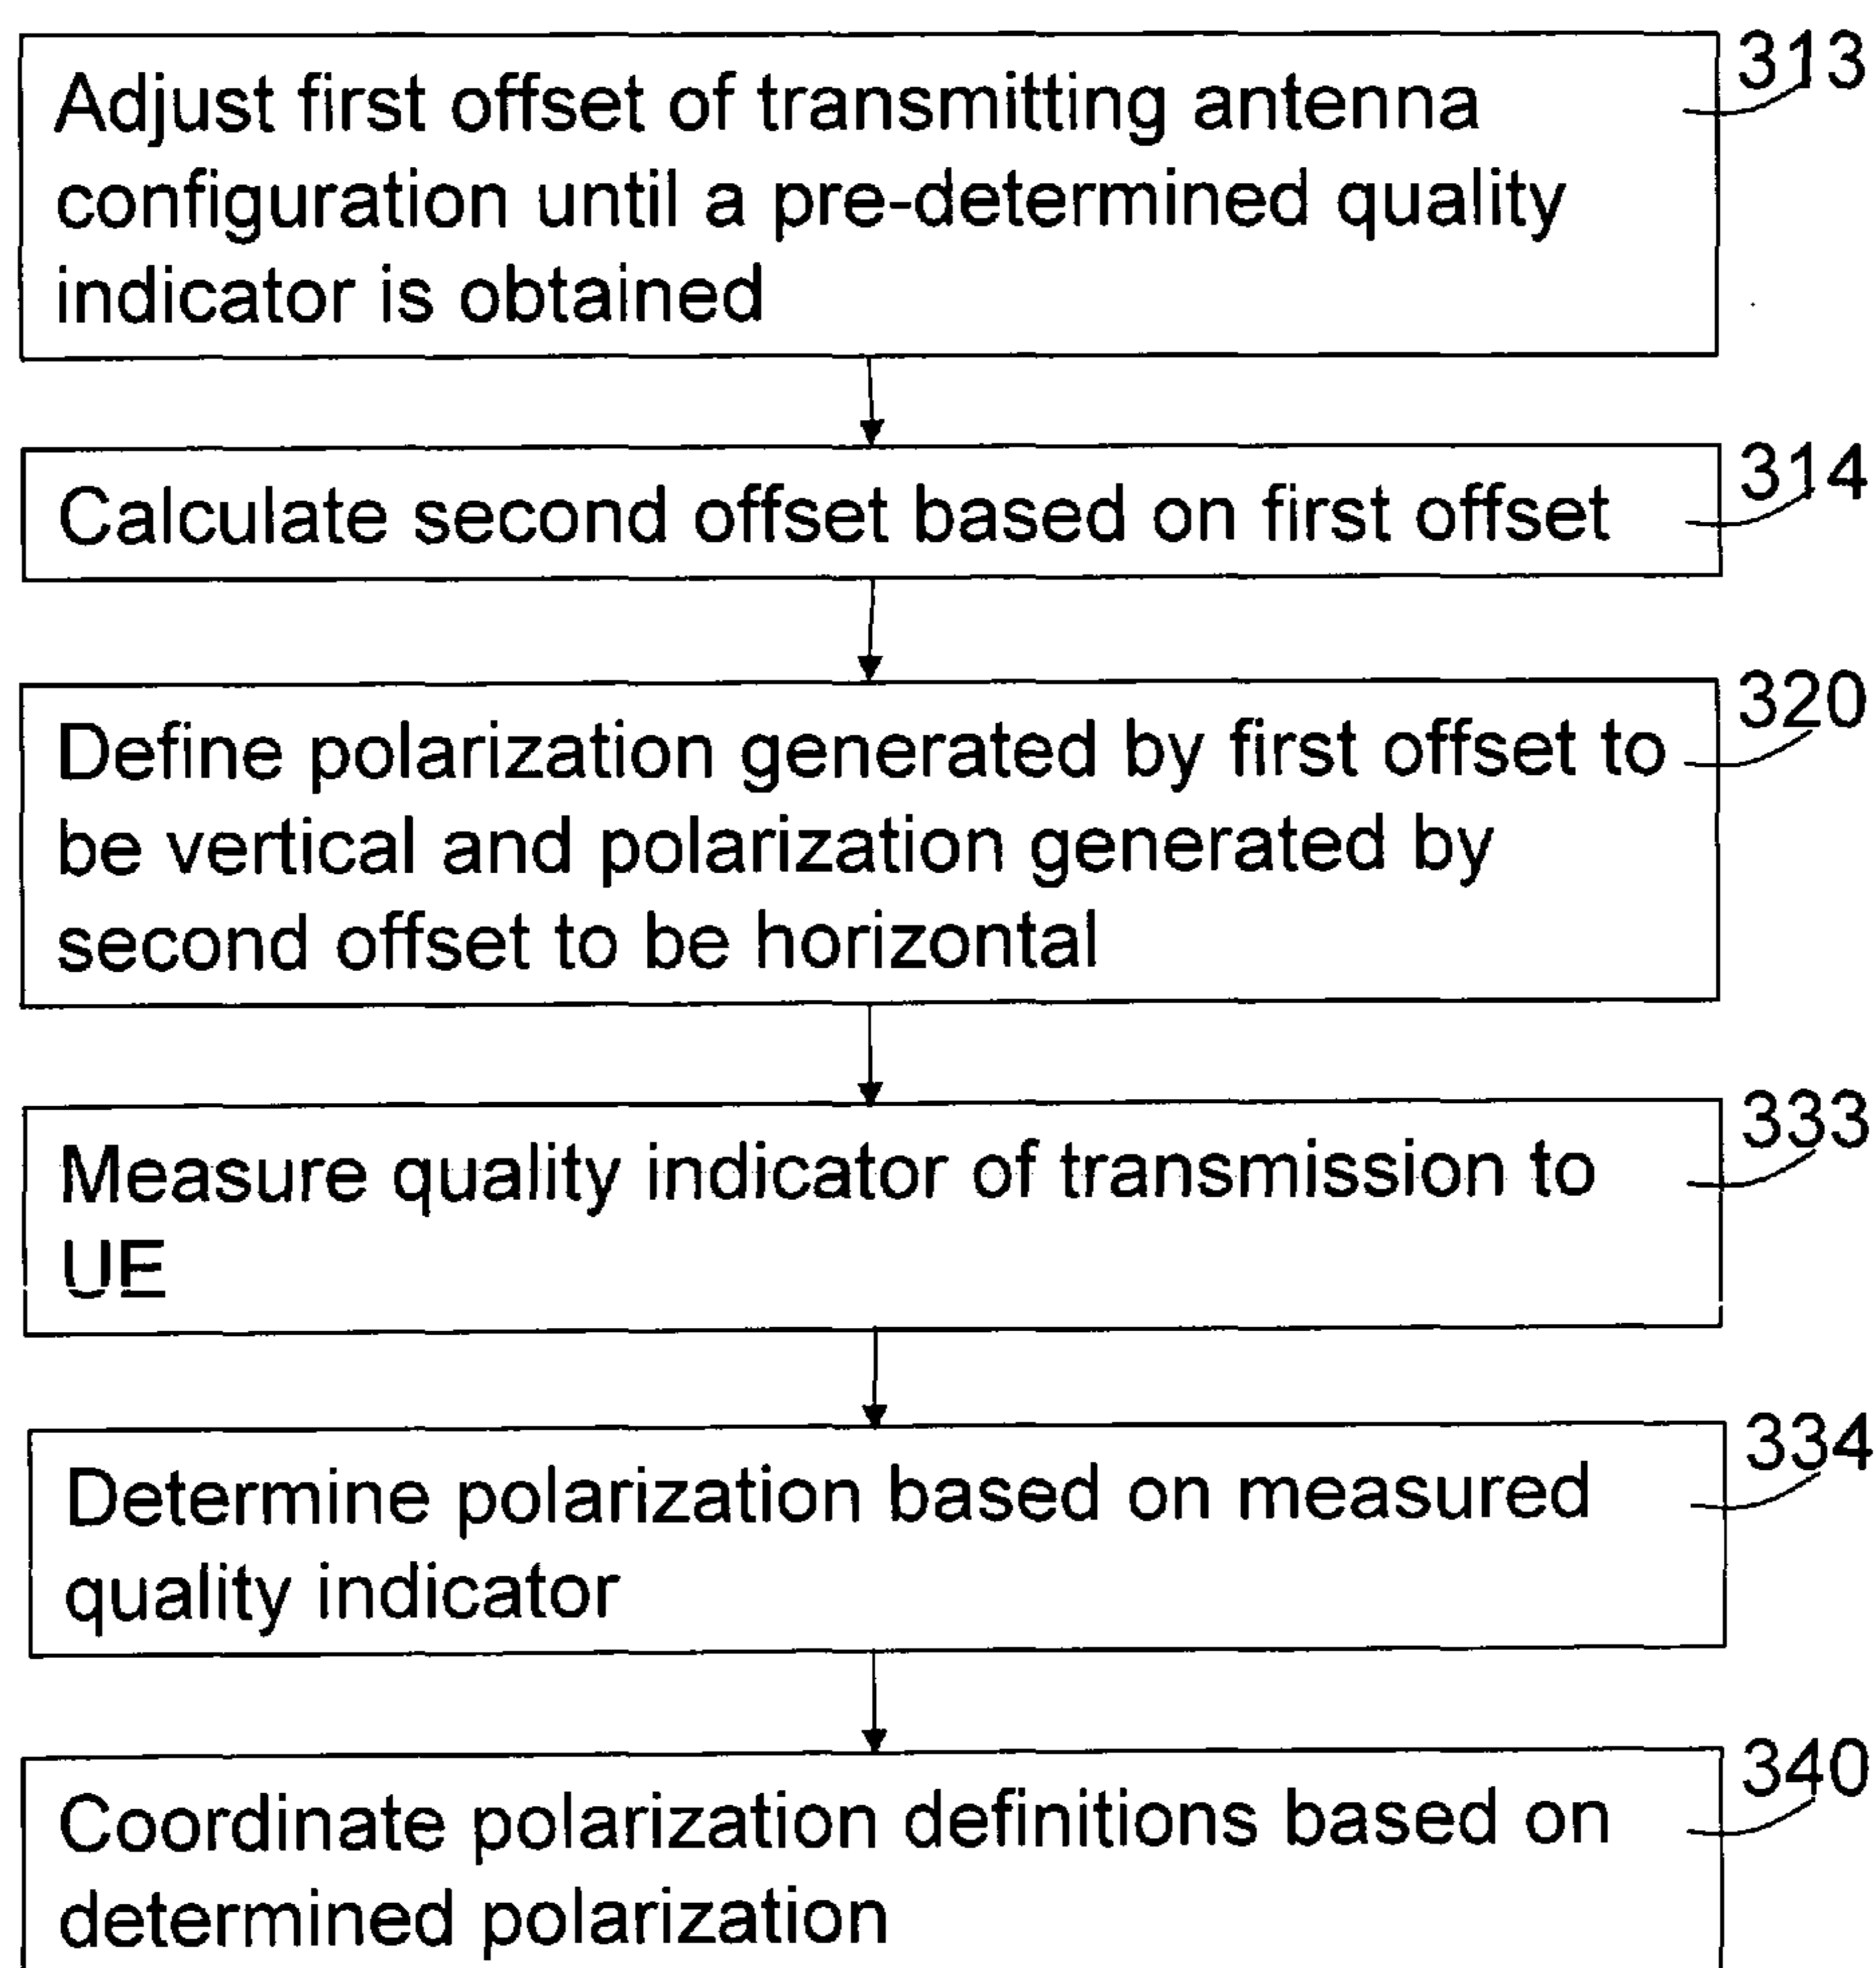 313
Adjust first offset of transmitting antenna
configuration until a pre-determined quality
indicator is obtained
314
Calculate second offset based on first offset
320
Define polarization generated by first offset to
be vertical and polarization generated by
second offset to be horizontal
333
Measure quality indicator of transmission to
UE
334
Determine polarization based on measured
quality indicator
340
Coordinate polarization definitions based on
determined polarization